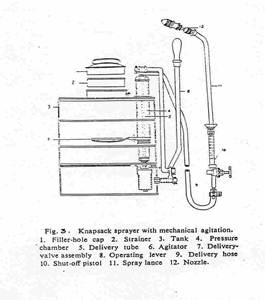 Fig. 3. Knapsack sprayer with mechanical agitation.
1. Filler-hole cap 2. Strainer 3. Tank 4. Pressure
chamber 5. Delivery tube 6. Agitator 7. Delivery-
valve assembly 8. Operating lever 9. Delivery hose
10. Shut-off pistol 11. Spray lance 12. Nozzle.